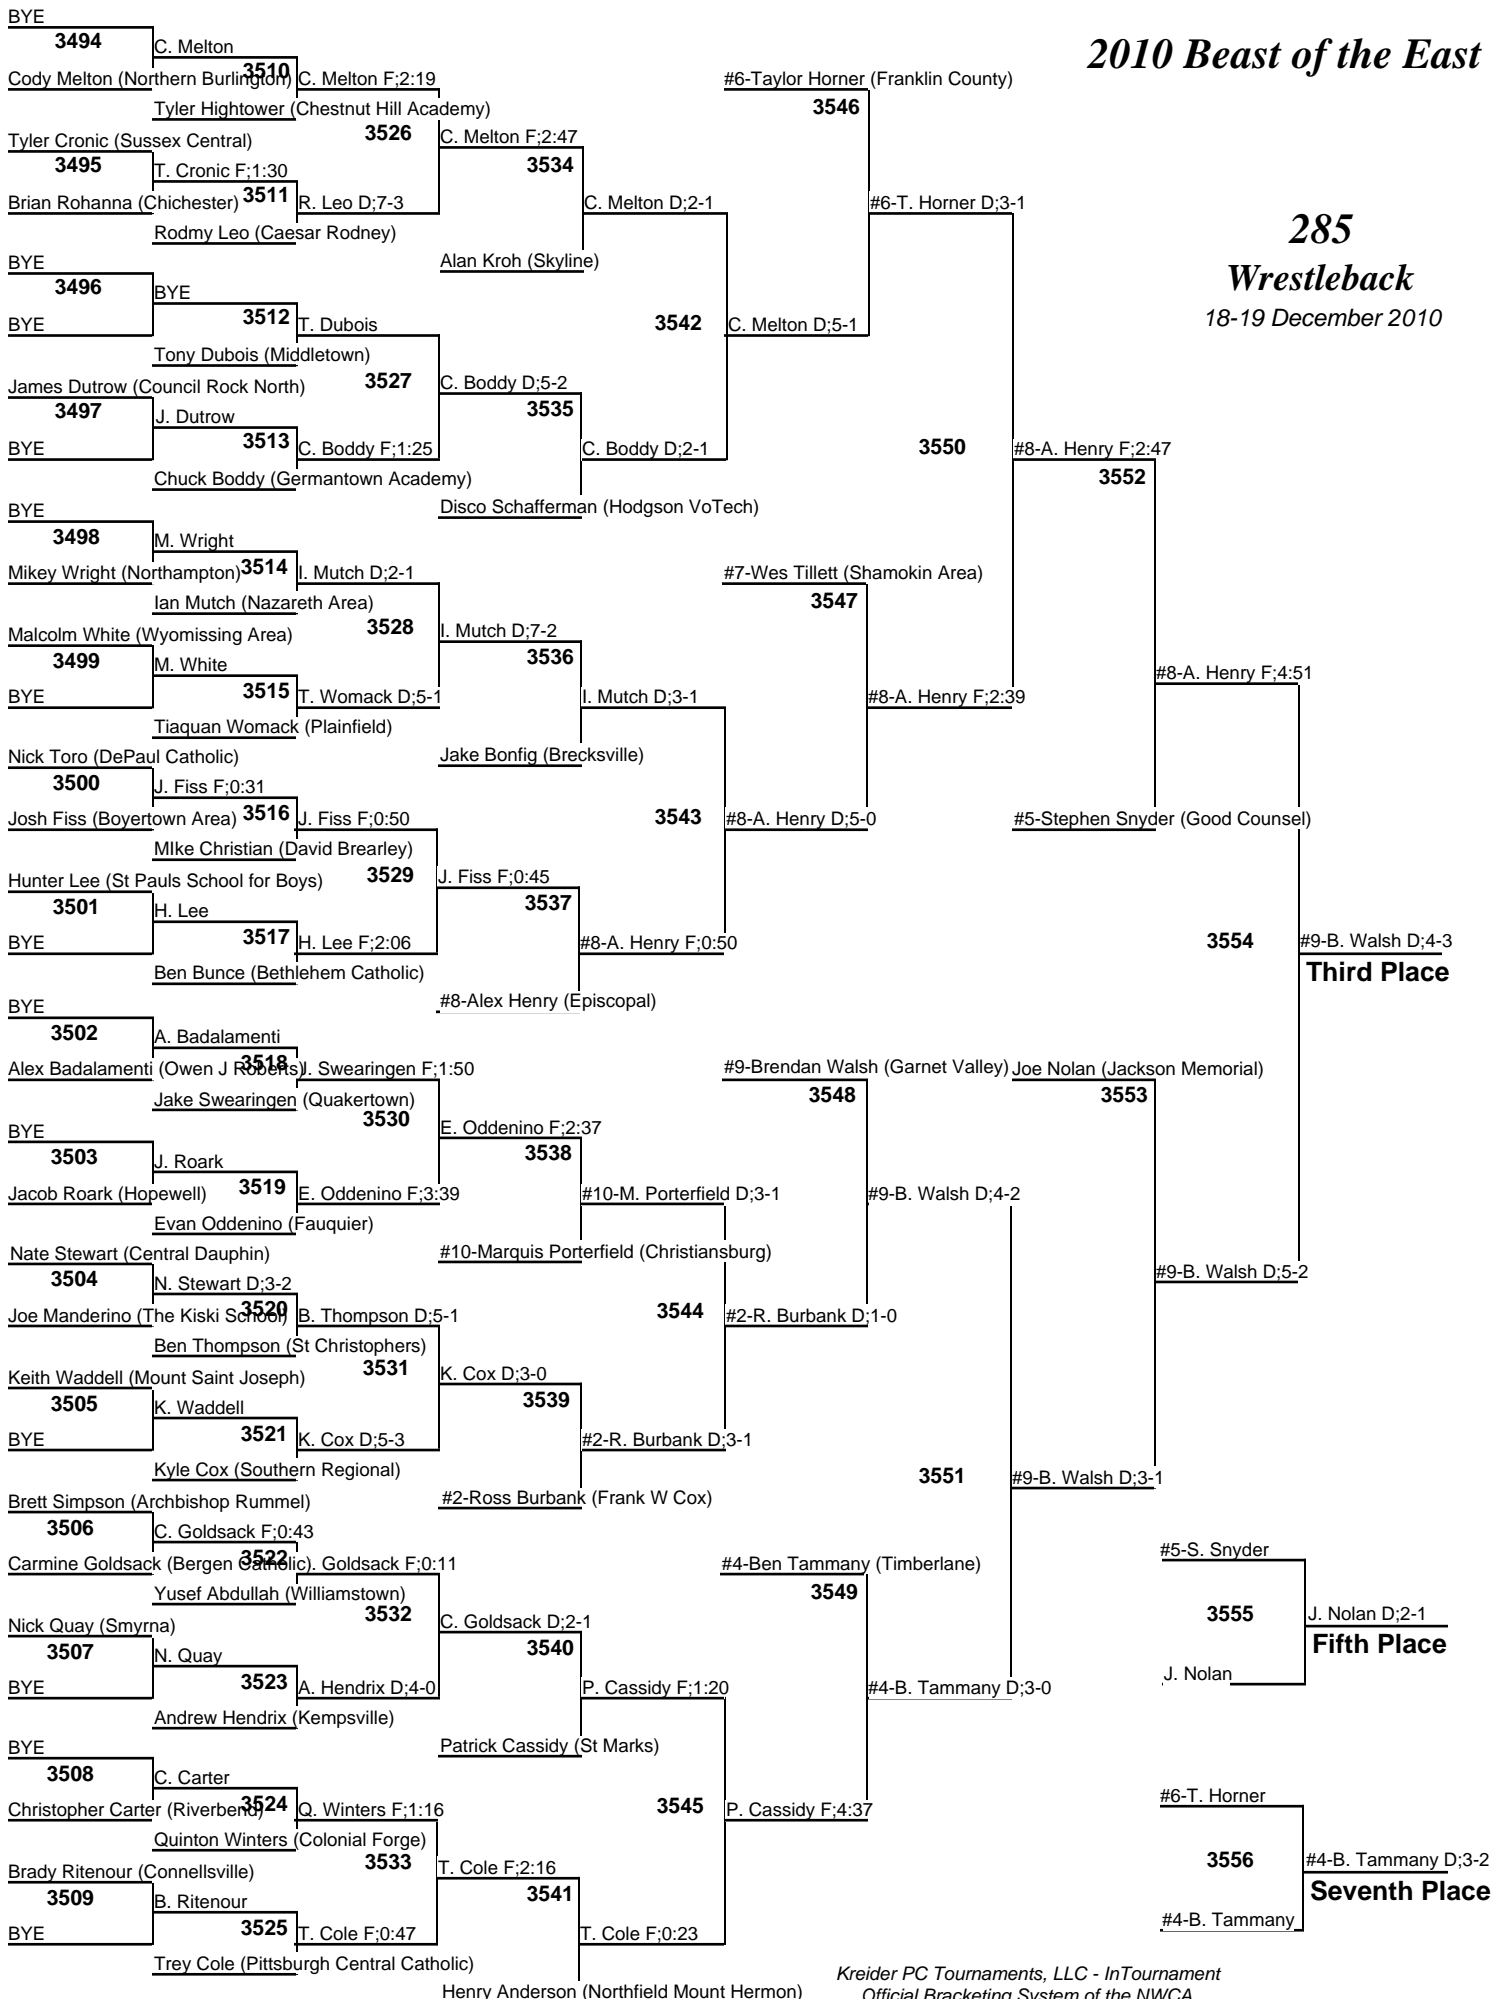 2010 Beast of the East
285
Wrestleback
18-19 December 2010
BYE
3494
C. Melton
Cody Melton (Northern Burlington)
3510
C. Melton F;2:19
Tyler Hightower (Chestnut Hill Academy)
3526
C. Melton F;2:47
Tyler Cronic (Sussex Central)
3495
T. Cronic F;1:30
Brian Rohanna (Chichester)
3511
R. Leo D;7-3
Rodmy Leo (Caesar Rodney)
3534
C. Melton D;2-1
Alan Kroh (Skyline)
BYE
3496
BYE
BYE
3512
T. Dubois
Tony Dubois (Middletown)
3527
C. Boddy D;5-2
James Dutrow (Council Rock North)
3497
J. Dutrow
BYE
3513
C. Boddy F;1:25
Chuck Boddy (Germantown Academy)
3535
C. Boddy D;2-1
Disco Schafferman (Hodgson VoTech)
3542
C. Melton D;5-1
#6-Taylor Horner (Franklin County)
3546
#6-T. Horner D;3-1
BYE
3498
M. Wright
Mikey Wright (Northampton)
3514
I. Mutch D;2-1
Ian Mutch (Nazareth Area)
3528
I. Mutch D;7-2
Malcolm White (Wyomissing Area)
3499
M. White
BYE
3515
T. Womack D;5-1
Tiaquan Womack (Plainfield)
3536
I. Mutch D;3-1
Jake Bonfig (Brecksville)
Nick Toro (DePaul Catholic)
3500
J. Fiss F;0:31
Josh Fiss (Boyertown Area)
3516
J. Fiss F;0:50
MIke Christian (David Brearley)
3529
J. Fiss F;0:45
Hunter Lee (St Pauls School for Boys)
3501
H. Lee
BYE
3517
H. Lee F;2:06
Ben Bunce (Bethlehem Catholic)
3537
#8-A. Henry F;0:50
#8-Alex Henry (Episcopal)
3543
#8-A. Henry D;5-0
#7-Wes Tillett (Shamokin Area)
3547
#8-A. Henry F;2:39
3550
#8-A. Henry F;2:47
3552
#8-A. Henry F;4:51
#5-Stephen Snyder (Good Counsel)
BYE
3502
A. Badalamenti
Alex Badalamenti (Owen J Roberts)
3518
J. Swearingen F;1:50
Jake Swearingen (Quakertown)
3530
E. Oddenino F;2:37
BYE
3503
J. Roark
Jacob Roark (Hopewell)
3519
E. Oddenino F;3:39
Evan Oddenino (Fauquier)
3538
#10-M. Porterfield D;3-1
#10-Marquis Porterfield (Christiansburg)
Nate Stewart (Central Dauphin)
3504
N. Stewart D;3-2
Joe Manderino (The Kiski School)
3520
B. Thompson D;5-1
Ben Thompson (St Christophers)
3531
K. Cox D;3-0
Keith Waddell (Mount Saint Joseph)
3505
K. Waddell
BYE
3521
K. Cox D;5-3
Kyle Cox (Southern Regional)
3539
#2-R. Burbank D;3-1
#2-Ross Burbank (Frank W Cox)
3544
#2-R. Burbank D;1-0
#9-Brendan Walsh (Garnet Valley)
3548
#9-B. Walsh D;4-2
Brett Simpson (Archbishop Rummel)
3506
C. Goldsack F;0:43
Carmine Goldsack (Bergen Catholic)
3522
. Goldsack F;0:11
Yusef Abdullah (Williamstown)
3532
C. Goldsack D;2-1
Nick Quay (Smyrna)
3507
N. Quay
BYE
3523
A. Hendrix D;4-0
Andrew Hendrix (Kempsville)
3540
P. Cassidy F;1:20
Patrick Cassidy (St Marks)
BYE
3508
C. Carter
Christopher Carter (Riverbend)
3524
Q. Winters F;1:16
Quinton Winters (Colonial Forge)
3533
T. Cole F;2:16
Brady Ritenour (Connellsville)
3509
B. Ritenour
BYE
3525
T. Cole F;0:47
Trey Cole (Pittsburgh Central Catholic)
3541
T. Cole F;0:23
Henry Anderson (Northfield Mount Hermon)
3545
P. Cassidy F;4:37
#4-Ben Tammany (Timberlane)
3549
#4-B. Tammany D;3-0
3551
#9-B. Walsh D;3-1
Joe Nolan (Jackson Memorial)
3553
#9-B. Walsh D;5-2
3554
#9-B. Walsh D;4-3
Third Place
#5-S. Snyder
3555
J. Nolan D;2-1
Fifth Place
J. Nolan
#6-T. Horner
3556
#4-B. Tammany D;3-2
Seventh Place
#4-B. Tammany
Kreider PC Tournaments, LLC - InTournament
Official Bracketing System of the NWCA